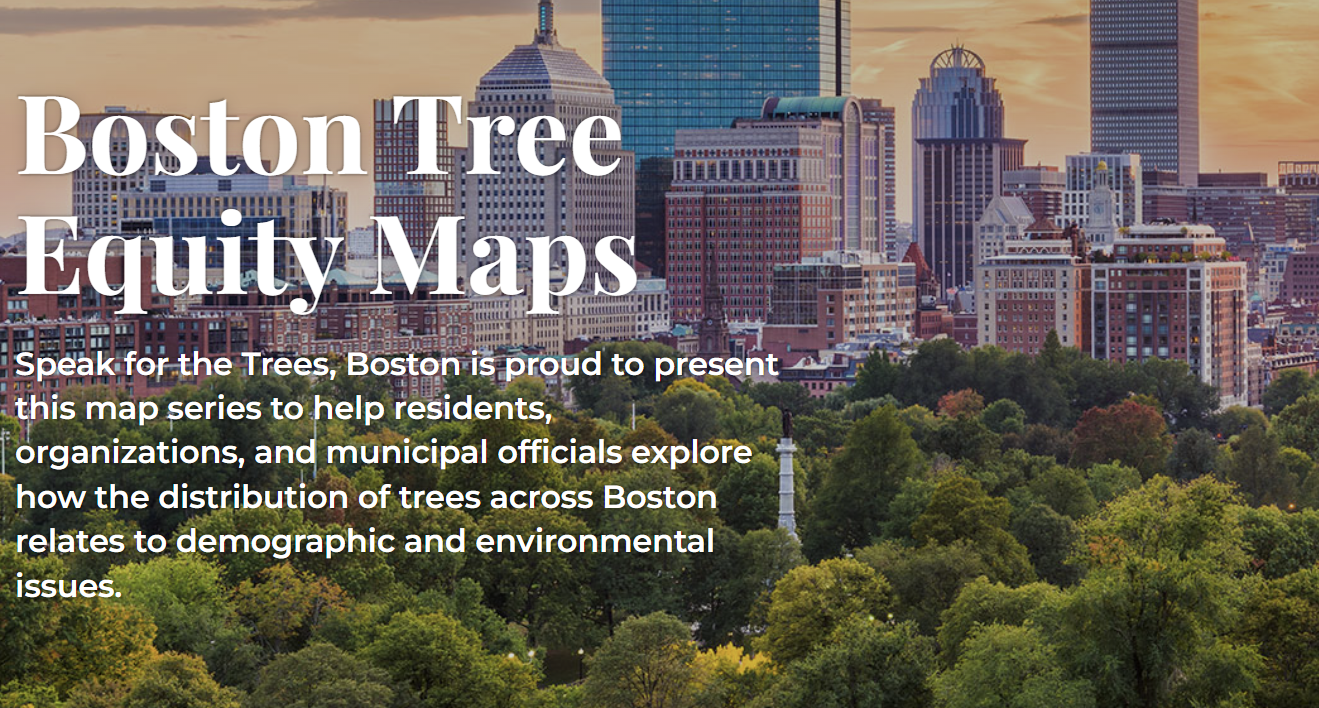 Boston Tree
Equity Maps
Speak for the Trees, Boston is proud to present
this map series to help residents,
organizations, and municipal officials explore
how the distribution of trees across Boston
relates to demographic and environmental
issues.